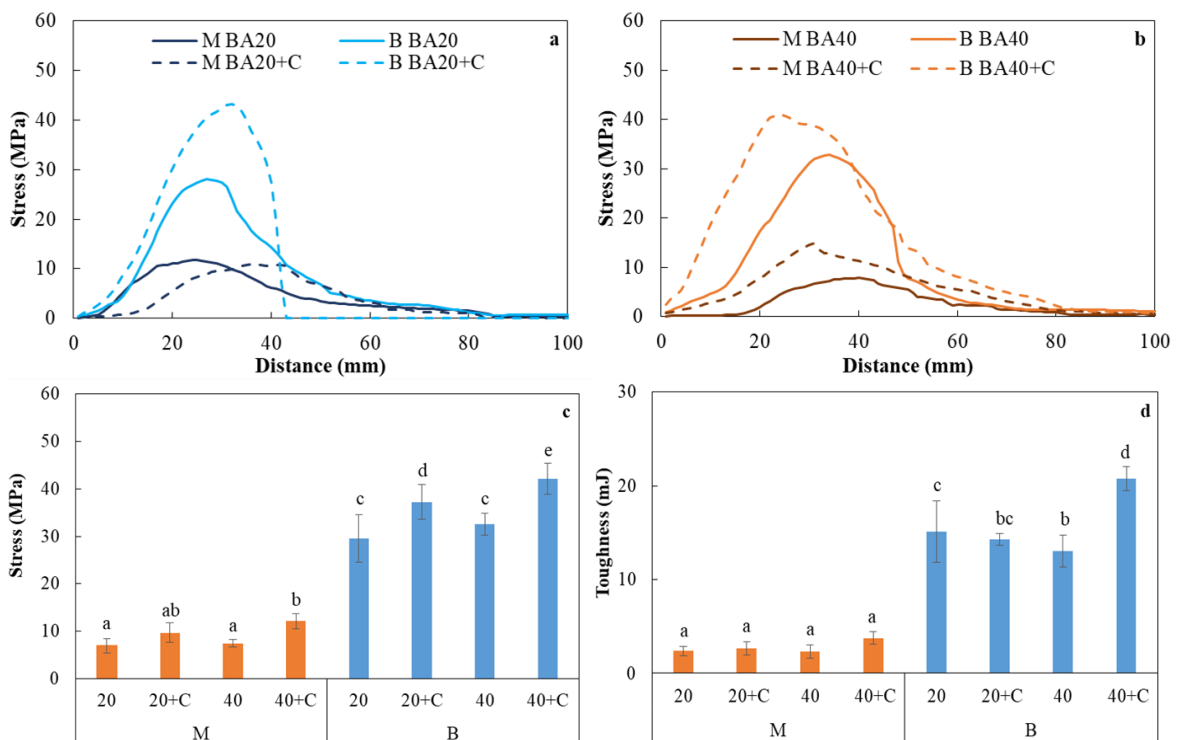 60
50
40
30
20
10
0
Stress (MPa)
M BA20
B BA20
M BA20+C
B BA20+C
a
0 20 40 60 80 100
Distance (mm)
60
50
40
30
20
10
0
Stress (MPa)
M BA40
B BA40
M BA40+C
B BA40+C
b
0 20 40 60 80 100
Distance (mm)
60
50
40
30
20
10
0
Stress (MPa)
c
a ab a b c d c e
20 20+C 40 40+C 20 20+C 40 40+C
M B
30
20
10
0
Toughness (mJ)
d
a a a a c bc b d
20 20+C 40 40+C 20 20+C 40 40+C
M B